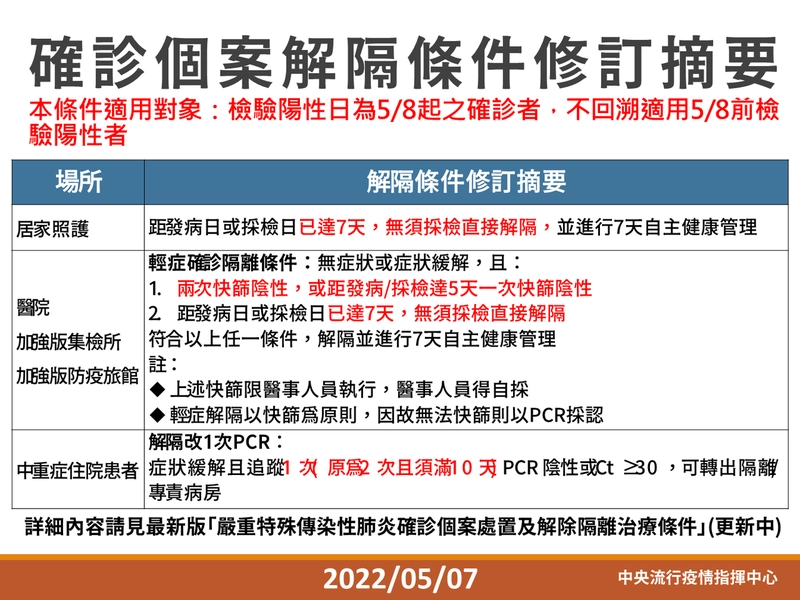 確診個案解隔條件修訂摘要
本條件適用對象：檢驗陽性日為5/8起之確診者，不回溯適用5/8前檢
驗陽性者
場所
解隔條件修訂摘要
居家照護
距發病日或採檢日已達7天，無須採檢直接解隔，並進行7天自主健康管理
醫院
加強版集檢所
加強版防疫旅館
輕症確診隔離條件：無症狀或症狀緩解，且：
1. 兩次快篩陰性，或距發病/採檢達5天一次快篩陰性
2. 距發病日或採檢日已達7天，無須採檢直接解隔
符合以上任一條件，解隔並進行7天自主健康管理
註：
◆ 上述快篩限醫事人員執行，醫事人員得自採
◆ 輕症解隔以快篩為原則，因故無法快篩則以PCR採認
中重症住院患者
解隔改1次PCR：
症狀緩解且追蹤1次(原為2次且須滿10天) PCR 陰性或Ct ≥30，可轉出隔離/
專責病房
詳細內容請見最新版「嚴重特殊傳染性肺炎確診個案處置及解除隔離治療條件」(更新中)
2022/05/07
中央流行疫情指揮中心